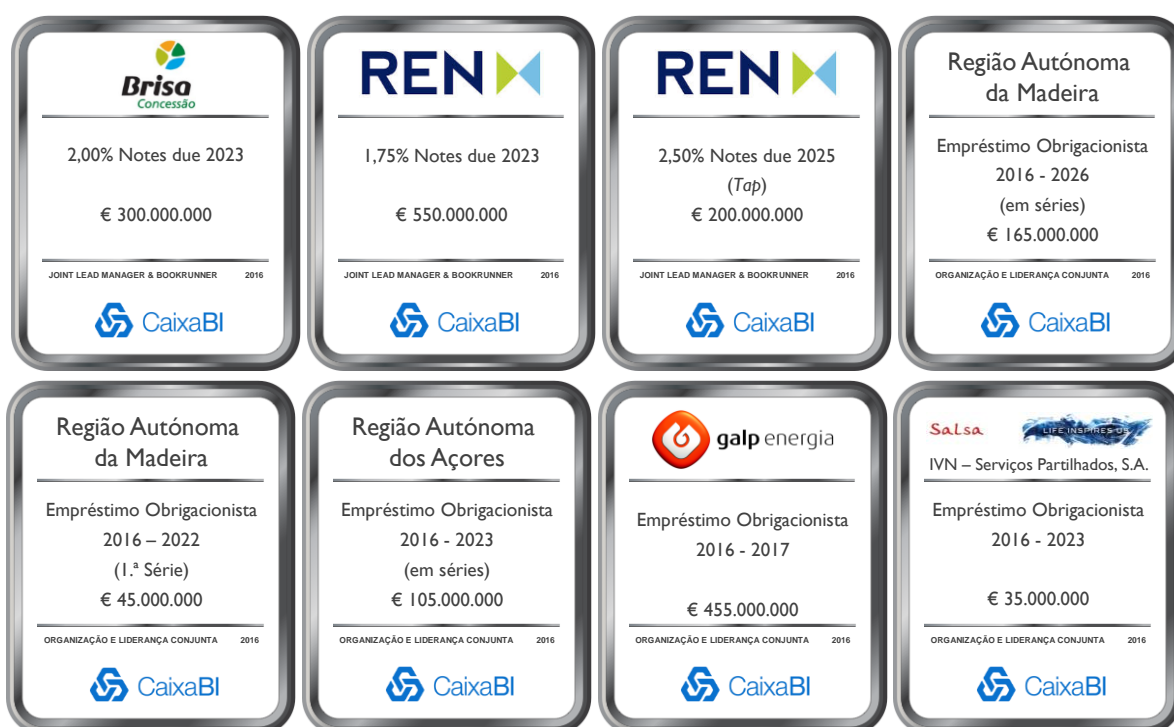 Brisa
Concessão
2,00% Notes due 2023
€ 300.000.000
JOINT LEAD MANAGER & BOOKRUNNER 2016
CaixaBI
REN
1,75% Notes due 2023
€ 550.000.000
JOINT LEAD MANAGER & BOOKRUNNER 2016
CaixaBI
REN
2,50% Notes due 2025
(Tap)
€ 200.000.000
JOINT LEAD MANAGER & BOOKRUNNER 2016
CaixaBI
Região Autónoma
da Madeira
Empréstimo Obrigacionista
2016 - 2026
(em séries)
€ 165.000.000
ORGANIZAÇÃO E LIDERANÇA CONJUNTA 2016
CaixaBI
Região Autónoma
da Madeira
Empréstimo Obrigacionista
2016 – 2022
(1.ª Série)
€ 45.000.000
ORGANIZAÇÃO E LIDERANÇA CONJUNTA 2016
CaixaBI
Região Autónoma
dos Açores
Empréstimo Obrigacionista
2016 - 2023
(em séries)
€ 105.000.000
ORGANIZAÇÃO E LIDERANÇA CONJUNTA 2016
CaixaBI
galp energia
Empréstimo Obrigacionista
2016 - 2017
€ 455.000.000
ORGANIZAÇÃO E LIDERANÇA CONJUNTA 2016
CaixaBI
Salsa LIFE INSPIRES US
IVN – Serviços Partilhados, S.A.
Empréstimo Obrigacionista
2016 - 2023
€ 35.000.000
ORGANIZAÇÃO E LIDERANÇA CONJUNTA 2016
CaixaBI